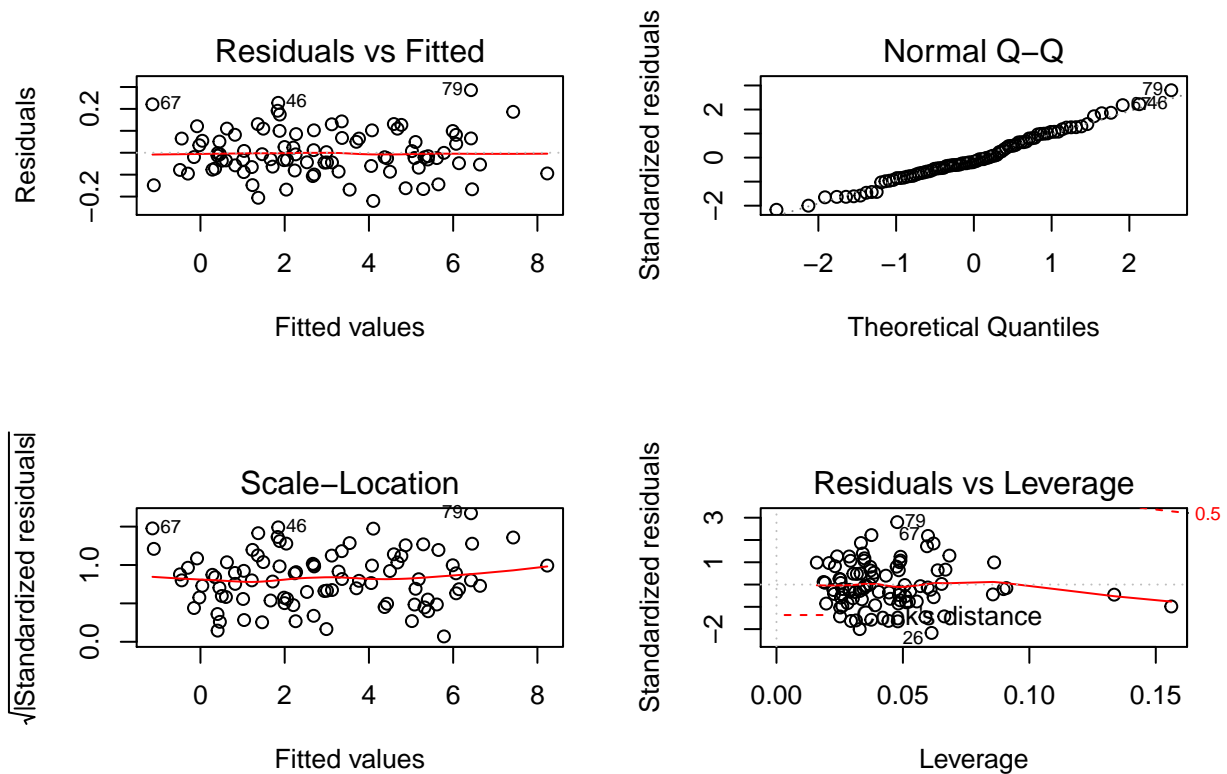 Residuals vs Fitted
Residuals
0.2
−0.2
67
46
79
0 2 4 6 8
Fitted values
Normal Q−Q
Standardized residuals
2
0
−2
79
46
−2 −1 0 1 2
Theoretical Quantiles
Scale−Location
√|Standardized residuals|
1.0
0.0
67
46
79
0 2 4 6 8
Fitted values
Residuals vs Leverage
Standardized residuals
3
1
−2
79
67
26
0.5
distance
0.00 0.05 0.10 0.15
Leverage